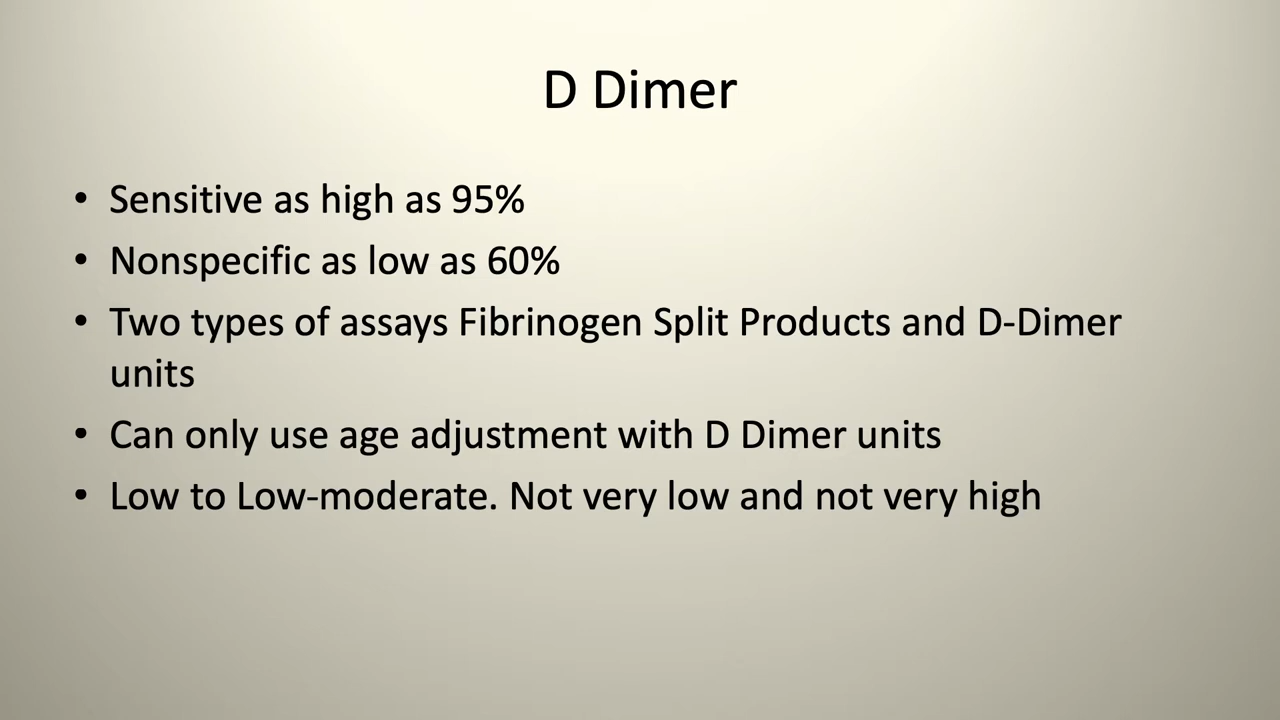 D Dimer
• Sensitive as high as 95%
• Nonspecific as low as 60%
• Two types of assays Fibrinogen Split Products and D-Dimer
units
• Can only use age adjustment with D Dimer units
• Low to Low-moderate. Not very low and not very high